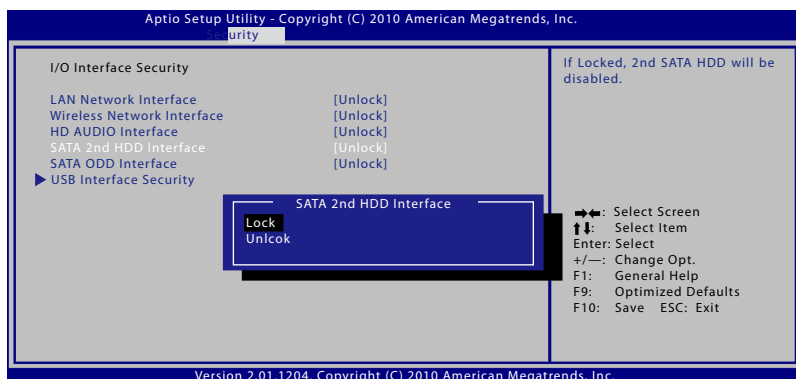 Aptio Setup Utility - Copyright (C) 2010 American Megatrends, Inc.
Security
I/O Interface Security
LAN Network Interface [Unlock]
Wireless Network Interface [Unlock]
HD AUDIO Interface [Unlock]
SATA 2nd HDD Interface [Unlock]
SATA ODD Interface [Unlock]
USB Interface Security
SATA 2nd HDD Interface
Lock
Unlcok
If Locked, 2nd SATA HDD will be
disabled.
→←: Select Screen
↑↓: Select Item
Enter: Select
+/—: Change Opt.
F1: General Help
F9: Optimized Defaults
F10: Save ESC: Exit
Version 2.01.1204. Copyright (C) 2010 American Megatrends, Inc.